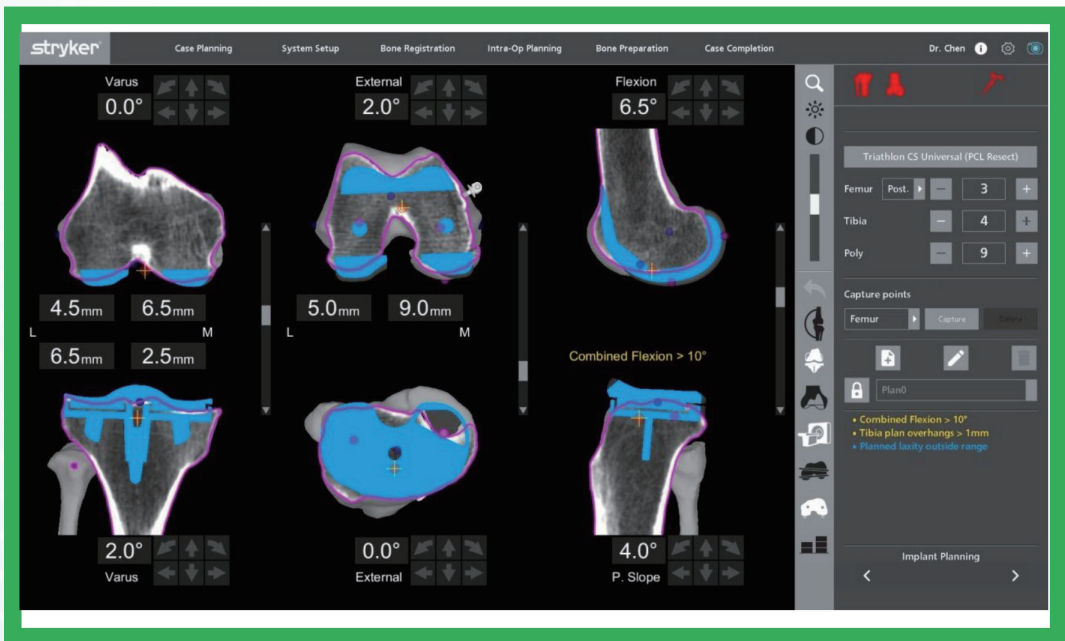 stryker
Case Planning
System Setup
Bone Registration
Intra-Op Planning
Bone Preparation
Case Completion
Dr. Chen
Varus
0.0°
External
2.0°
Flexion
6.5°
4.5mm
6.5mm
L
M
6.5mm
2.5mm
5.0mm
9.0mm
L
M
Combined Flexion > 10°
2.0°
Varus
0.0°
External
4.0°
P. Slope
Triathlon CS Universal (PCL Resect)
Femur Post. 3
Tibia 4
Poly 9
Capture points
Femur Capture
Plan0
• Combined Flexion > 10°
• Tibia plan overhangs > 1mm
• Planned laxity outside range
Implant Planning